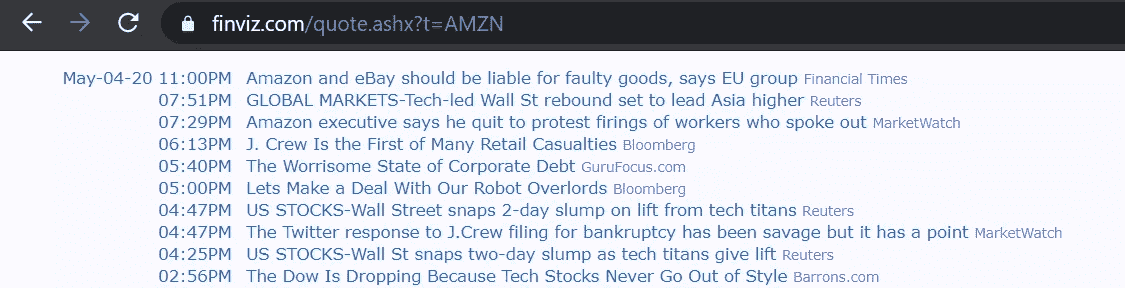 finviz.com/quote.ashx?t=AMZN
May-04-20 11:00PM Amazon and eBay should be liable for faulty goods, says EU group Financial Times
07:51PM GLOBAL MARKETS-Tech-led Wall St rebound set to lead Asia higher Reuters
07:29PM Amazon executive says he quit to protest firings of workers who spoke out MarketWatch
06:13PM J. Crew Is the First of Many Retail Casualties Bloomberg
05:40PM The Worrisome State of Corporate Debt GuruFocus.com
05:00PM Lets Make a Deal With Our Robot Overlords Bloomberg
04:47PM US STOCKS-Wall Street snaps 2-day slump on lift from tech titans Reuters
04:47PM The Twitter response to J.Crew filing for bankruptcy has been savage but it has a point MarketWatch
04:25PM US STOCKS-Wall St snaps two-day slump as tech titans give lift Reuters
02:56PM The Dow Is Dropping Because Tech Stocks Never Go Out of Style Barrons.com